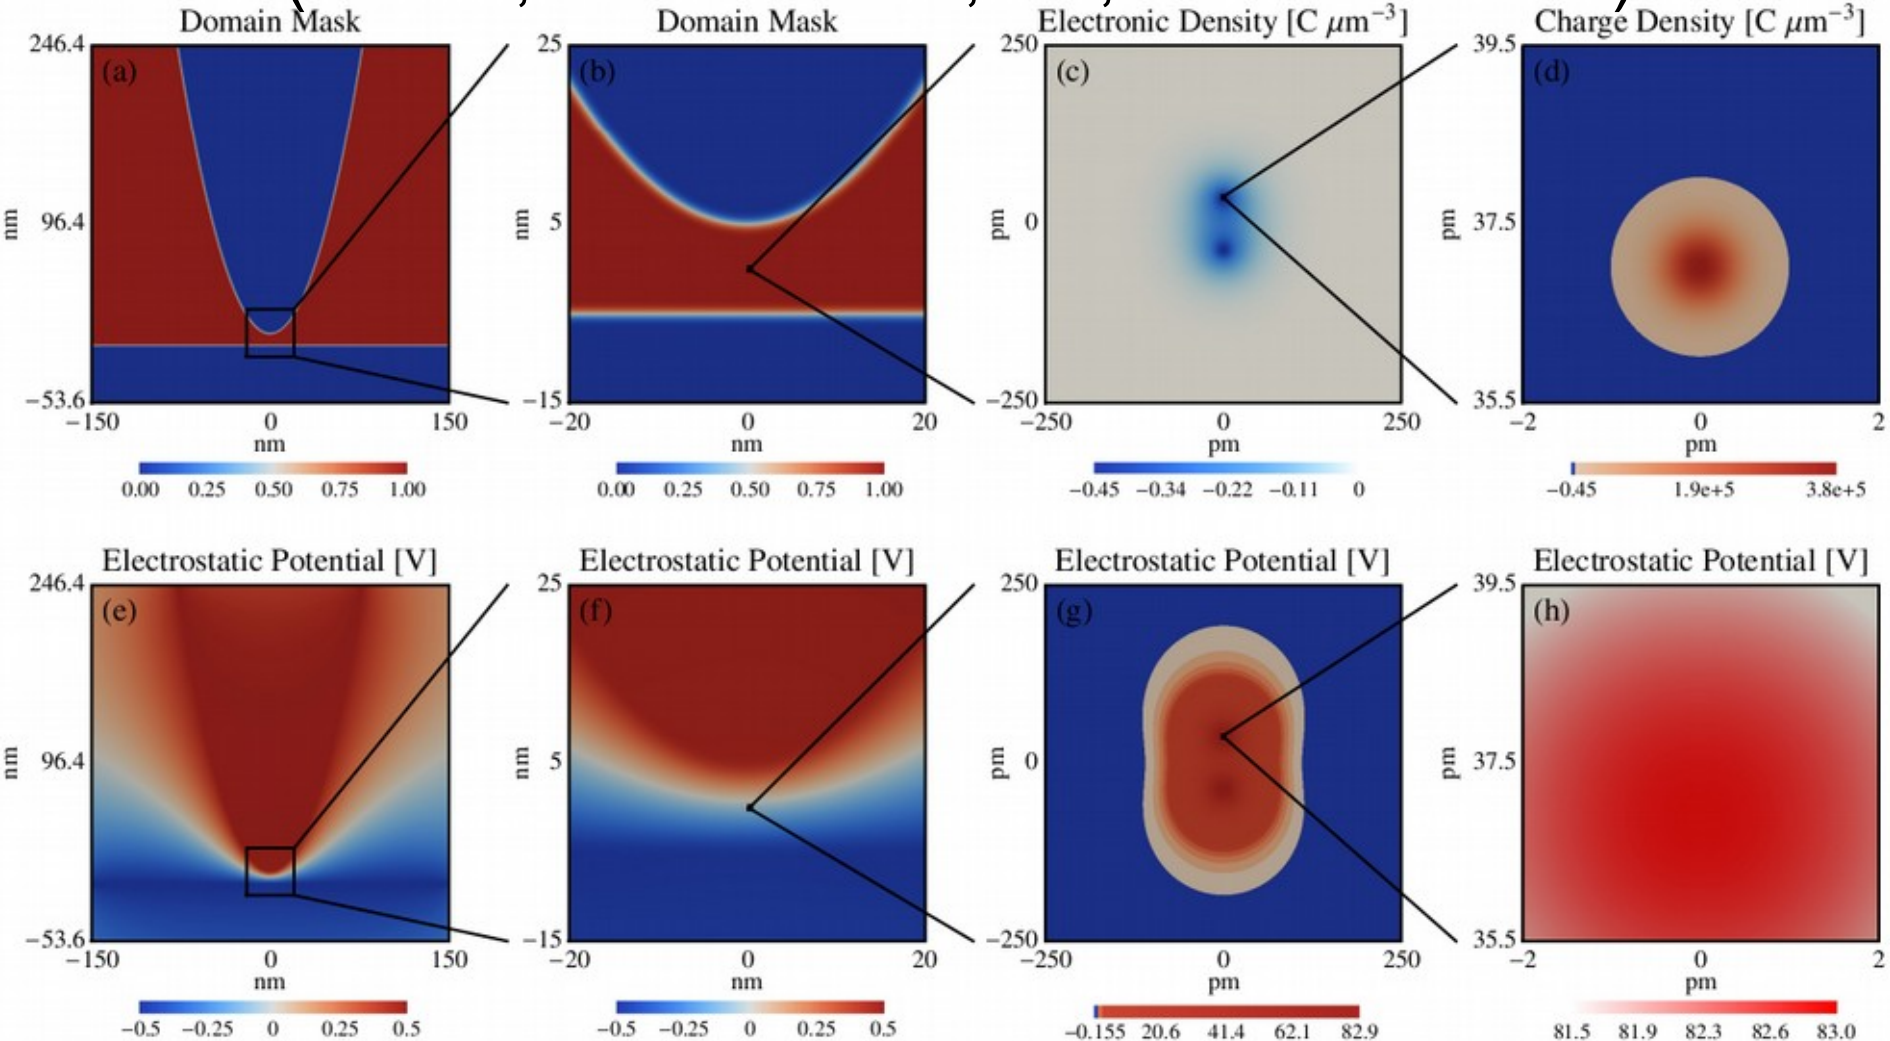 Domain Mask
(a)
246.4
96.4
−53.6
nm
−150
0
150
nm
0.00 0.25 0.50 0.75 1.00
Domain Mask
(b)
25
5
−15
nm
−20
0
20
nm
0.00 0.25 0.50 0.75 1.00
Electronic Density [C μm⁻³]
(c)
250
0
−250
pm
−250
0
250
pm
−0.45 −0.34 −0.22 −0.11 0
Charge Density [C μm⁻³]
(d)
39.5
37.5
35.5
pm
−2
0
2
pm
−0.45 1.9e+5 3.8e+5
Electrostatic Potential [V]
(e)
246.4
96.4
−53.6
nm
−150
0
150
nm
−0.5 −0.25 0 0.25 0.5
Electrostatic Potential [V]
(f)
25
5
−15
nm
−20
0
20
nm
−0.5 −0.25 0 0.25 0.5
Electrostatic Potential [V]
(g)
250
0
−250
pm
−250
0
250
pm
−0.155 20.6 41.4 62.1 82.9
Electrostatic Potential [V]
(h)
39.5
37.5
35.5
pm
−2
0
2
pm
81.5 81.9 82.3 82.6 83.0